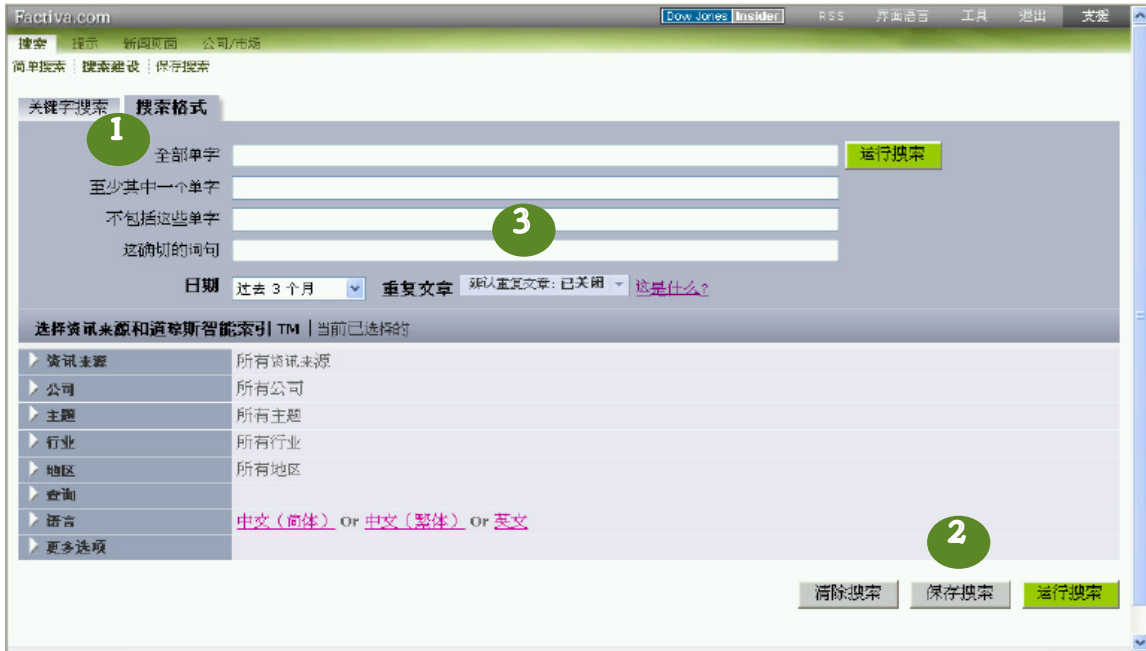 Factiva.com Dow Jones Insider RSS 界面语言 工具 退出 支援
搜索 提示 新闻页面 公司/市场
简单搜索 搜索建设 保存搜索
关键字搜索 搜索格式
1
全部单字 运行搜索
至少其中一个单字
不包括这些单字
3
这确切的词句
日期 过去 3 个月 重复文章 辨认重复文章: 已关闭 这是什么?
选择资讯来源和道琼斯智能索引 TM 当前已选择的
资讯来源 所有资讯来源
公司 所有公司
主题 所有主题
行业 所有行业
地区 所有地区
查询
语言 中文(简体) Or 中文(繁体) Or 英文
更多选项
2
清除搜索 保存搜索 运行搜索